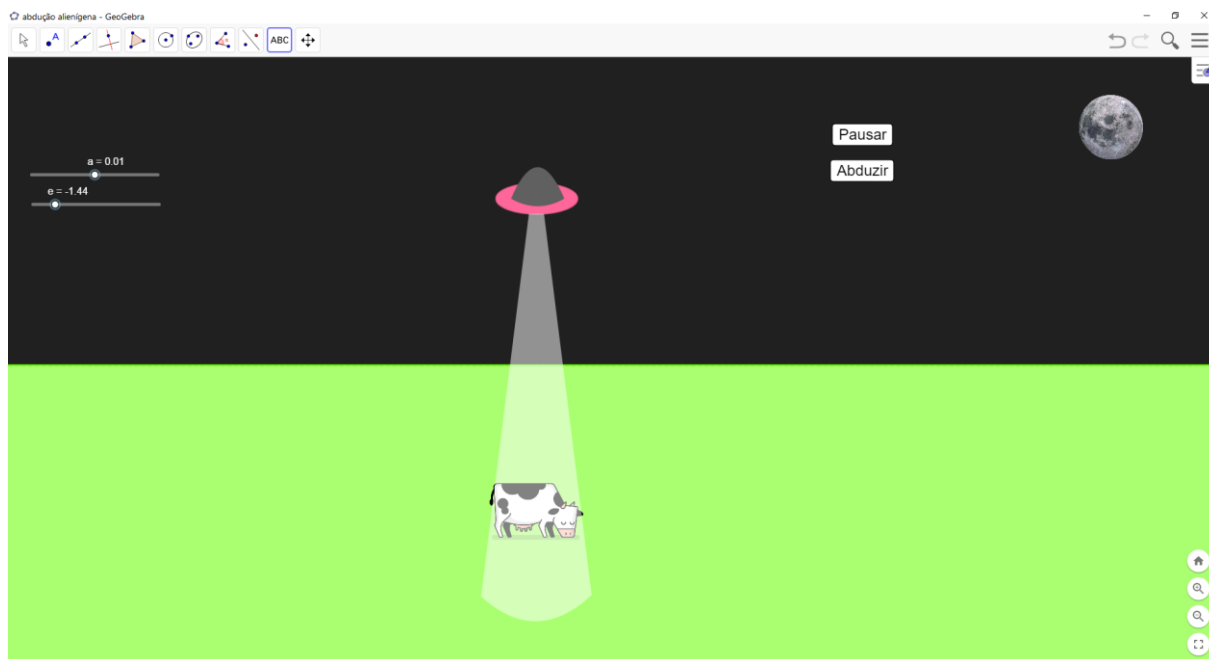 abdução alienígena - GeoGebra
A
ABC
a = 0.01
e = -1.44
Pausar
Abduzir